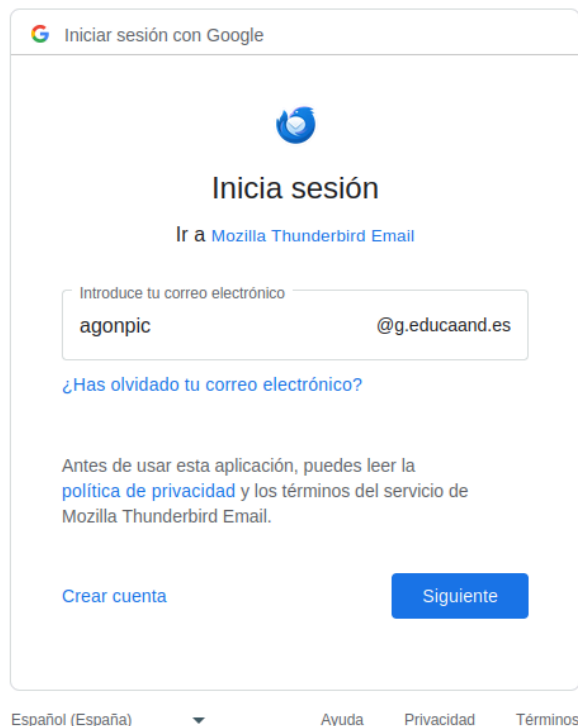 Iniciar sesión con Google
Inicia sesión
Ir a Mozilla Thunderbird Email
Introduce tu correo electrónico
agonpic @g.educaand.es
¿Has olvidado tu correo electrónico?
Antes de usar esta aplicación, puedes leer la
política de privacidad y los términos del servicio de
Mozilla Thunderbird Email.
Crear cuenta Siguiente
Español (España) Ayuda Privacidad Términos